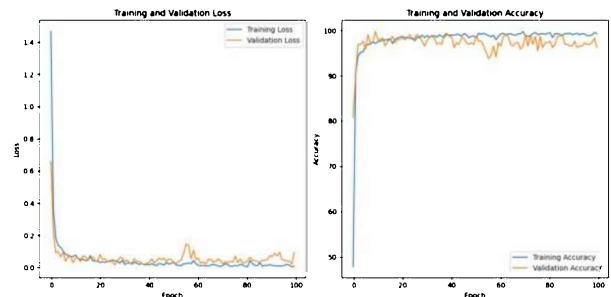 Training and Validation Loss
Training Loss
Validation Loss
1.4
1.2
1.0
0.8
0.6
0.4
0.2
0.0
Loss
0
20
40
60
80
100
Epoch
Training and Validation Accuracy
100
90
80
70
60
50
Accuracy
Training Accuracy
Validation Accuracy
0
20
40
60
80
100
Epoch